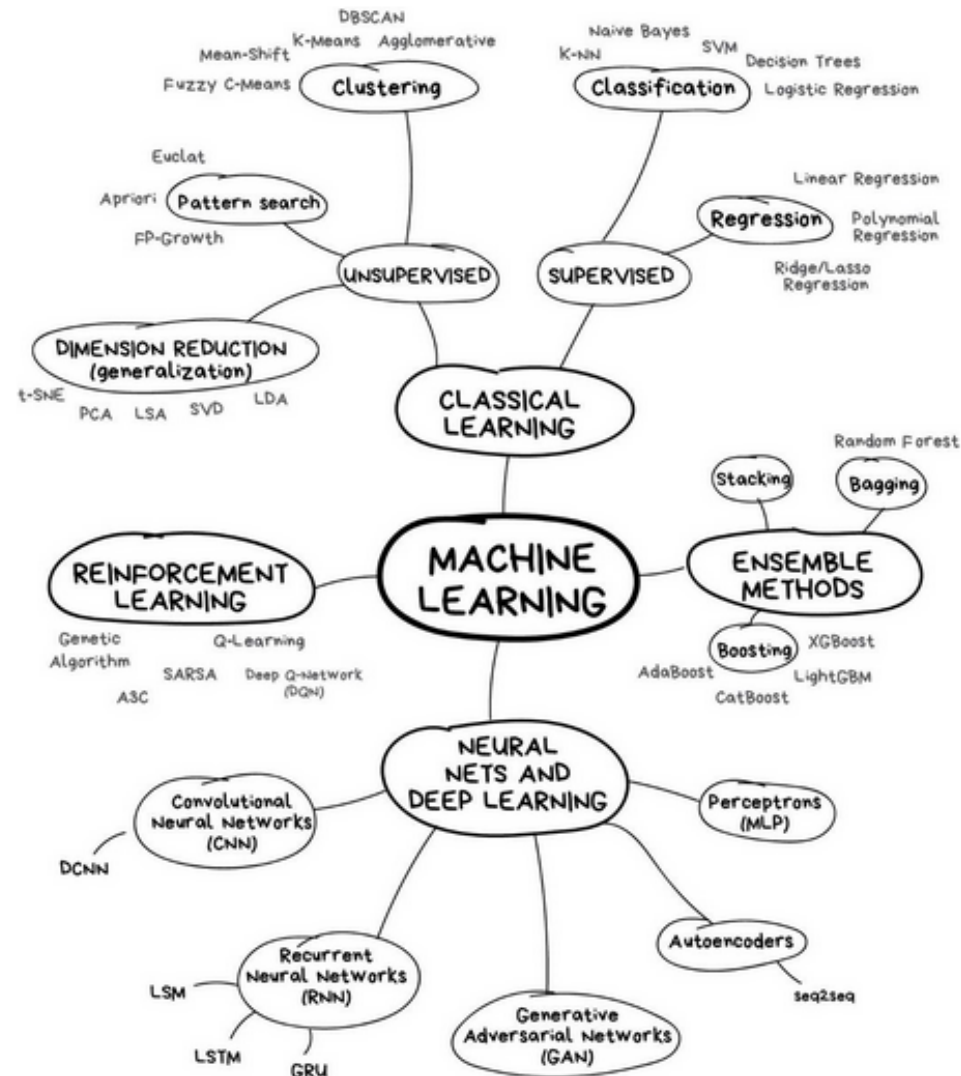 DBSCAN
K-Means
Agglomerative
Mean-Shift
Fuzzy C-Means
Clustering
Naive Bayes
K-NN
SVM
Decision Trees
Classification
Logistic Regression
Euclat
Apriori
Pattern search
FP-Growth
Linear Regression
Regression
Polynomial
Regression
Ridge/Lasso
Regression
UNSUPERVISED
SUPERVISED
DIMENSION REDUCTION
(generalization)
t-SNE
PCA
LSA
SVD
LDA
CLASSICAL
LEARNING
Random Forest
Stacking
Bagging
MACHINE
LEARNING
REINFORCEMENT
LEARNING
ENSEMBLE
METHODS
Genetic
Algorithm
Q-Learning
SARSA
Deep Q-Network
(DQN)
A3C
Boosting
XGBoost
AdaBoost
LightGBM
CatBoost
NEURAL
NETS AND
DEEP LEARNING
Convolutional
Neural Networks
(CNN)
DCNN
Perceptrons
(MLP)
Recurrent
Neural Networks
(RNN)
LSM
LSTM
GRU
Generative
Adversarial Networks
(GAN)
Autoencoders
seq2seq